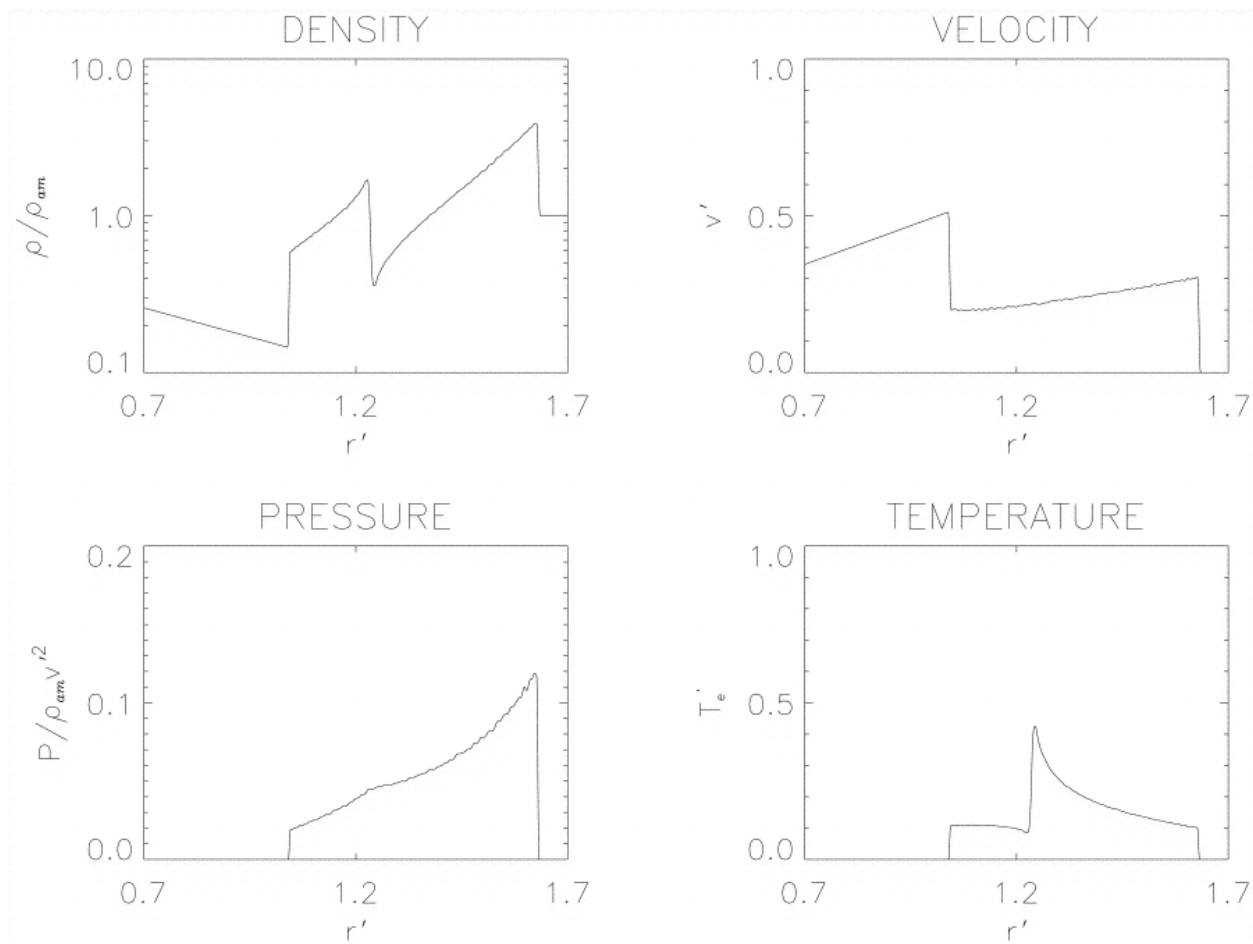 DENSITY
10.0
1.0
0.1
ρ/ρam
0.7 1.2 1.7
r′
VELOCITY
1.0
0.5
0.0
v′
0.7 1.2 1.7
r′
PRESSURE
0.2
0.1
0.0
P/ρamv′²
0.7 1.2 1.7
r′
TEMPERATURE
1.0
0.5
0.0
Te′
0.7 1.2 1.7
r′